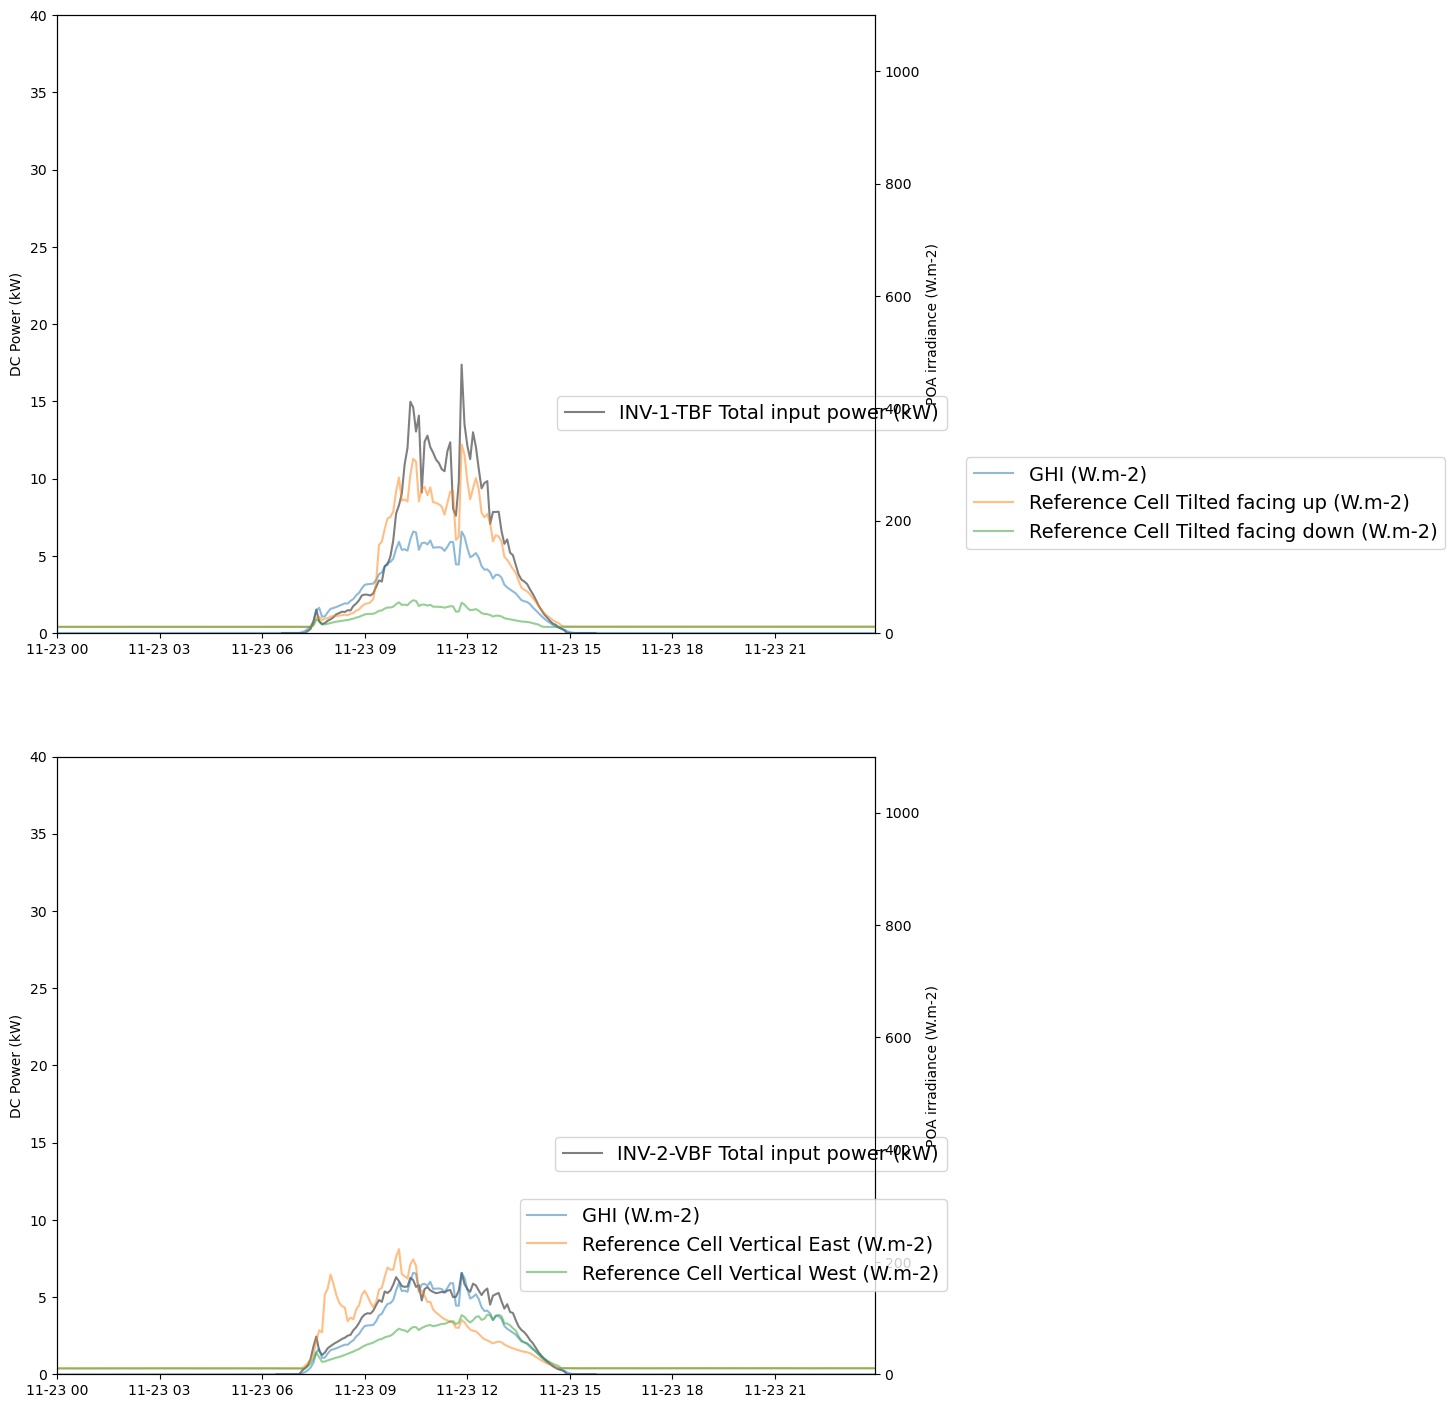 40
35
30
25
20
15
10
5
0
DC Power (kW)
1000
800
600
400
200
0
POA irradiance (W.m-2)
INV-1-TBF Total input power (kW)
GHI (W.m-2)
Reference Cell Tilted facing up (W.m-2)
Reference Cell Tilted facing down (W.m-2)
11-23 00 11-23 03 11-23 06 11-23 09 11-23 12 11-23 15 11-23 18 11-23 21
40
35
30
25
20
15
10
5
0
DC Power (kW)
1000
800
600
400
200
0
POA irradiance (W.m-2)
INV-2-VBF Total input power (kW)
GHI (W.m-2)
Reference Cell Vertical East (W.m-2)
Reference Cell Vertical West (W.m-2)
11-23 00 11-23 03 11-23 06 11-23 09 11-23 12 11-23 15 11-23 18 11-23 21